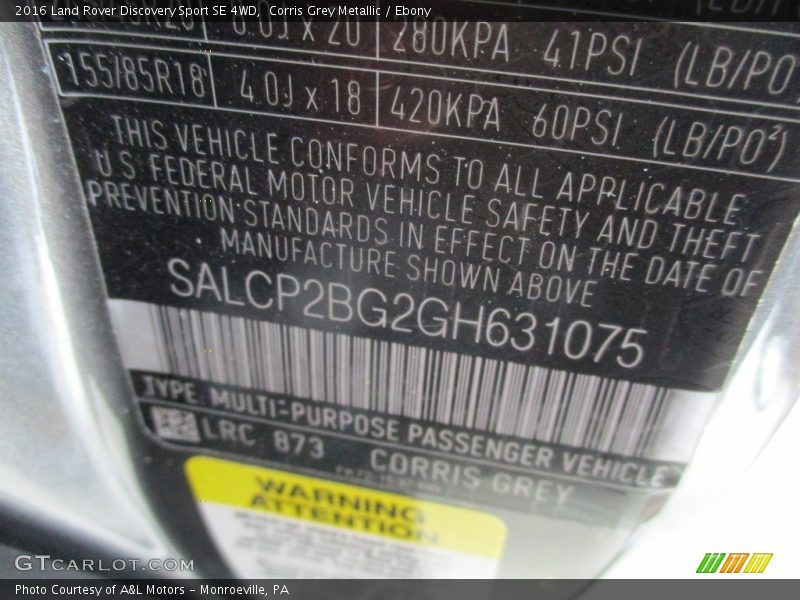 2016 Land Rover Discovery Sport SE 4WD, Corris Grey Metallic / Ebony
8.0J x 20 280KPA 41PSI (LB/PO
155/85R18 4.0J x 18 420KPA 60PSI (LB/PO²)
THIS VEHICLE CONFORMS TO ALL APPLICABLE
U S FEDERAL MOTOR VEHICLE SAFETY AND THEFT
PREVENTION STANDARDS IN EFFECT ON THE DATE OF
MANUFACTURE SHOWN ABOVE
SALCP2BG2GH631075
TYPE MULTI-PURPOSE PASSENGER VEHICLE
LRC 873 CORRIS GREY
WARNING
ATTENTION
GTCARLOT.COM
Photo Courtesy of A&L Motors - Monroeville, PA